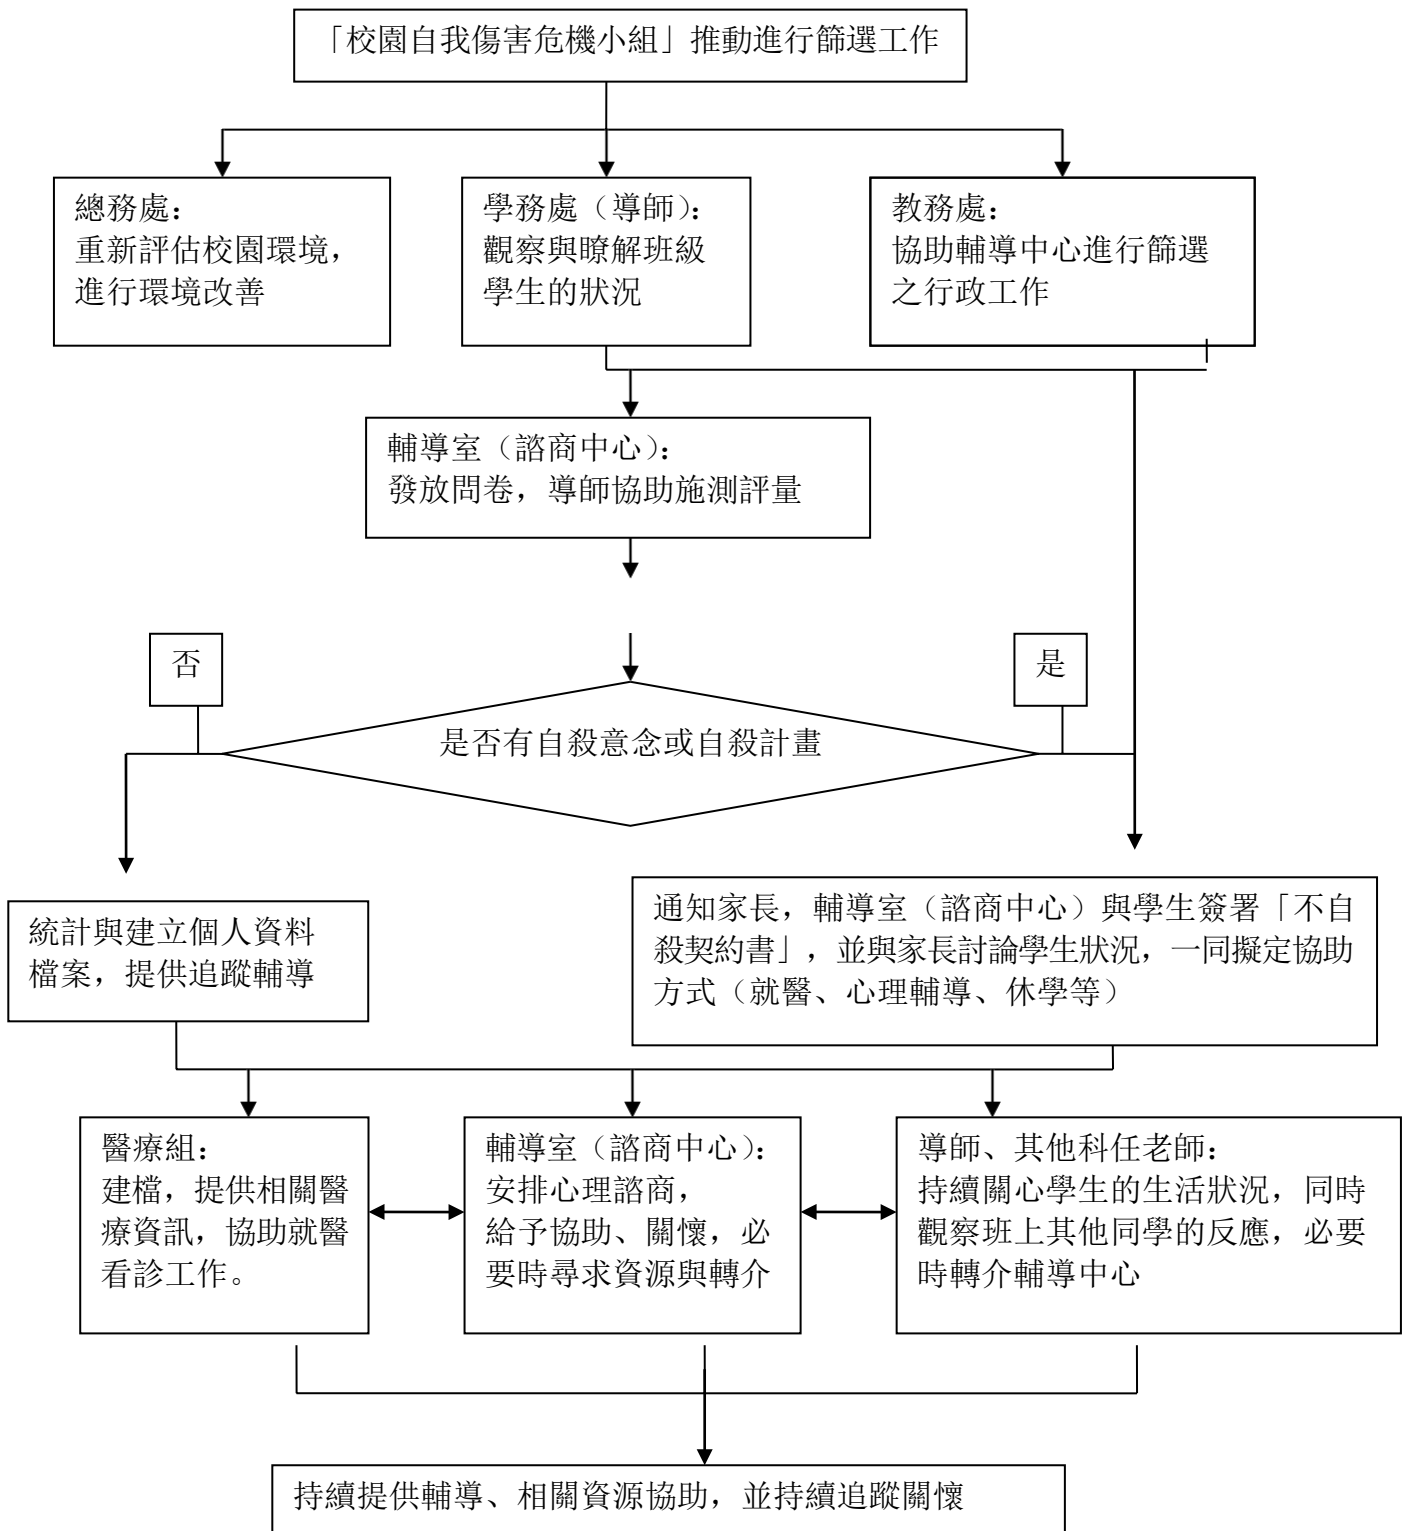 「校園自我傷害危機小組」推動進行篩選工作
總務處：
重新評估校園環境，
進行環境改善
學務處（導師）：
觀察與瞭解班級
學生的狀況
教務處：
協助輔導中心進行篩選
之行政工作
輔導室（諮商中心）：
發放問卷，導師協助施測評量
否
是
是否有自殺意念或自殺計畫
統計與建立個人資料
檔案，提供追蹤輔導
通知家長，輔導室（諮商中心）與學生簽署「不自
殺契約書」，並與家長討論學生狀況，一同擬定協助
方式（就醫、心理輔導、休學等）
醫療組：
建檔，提供相關醫
療資訊，協助就醫
看診工作。
輔導室（諮商中心）：
安排心理諮商，
給予協助、關懷，必
要時尋求資源與轉介
導師、其他科任老師：
持續關心學生的生活狀況，同時
觀察班上其他同學的反應，必要
時轉介輔導中心
持續提供輔導、相關資源協助，並持續追蹤關懷